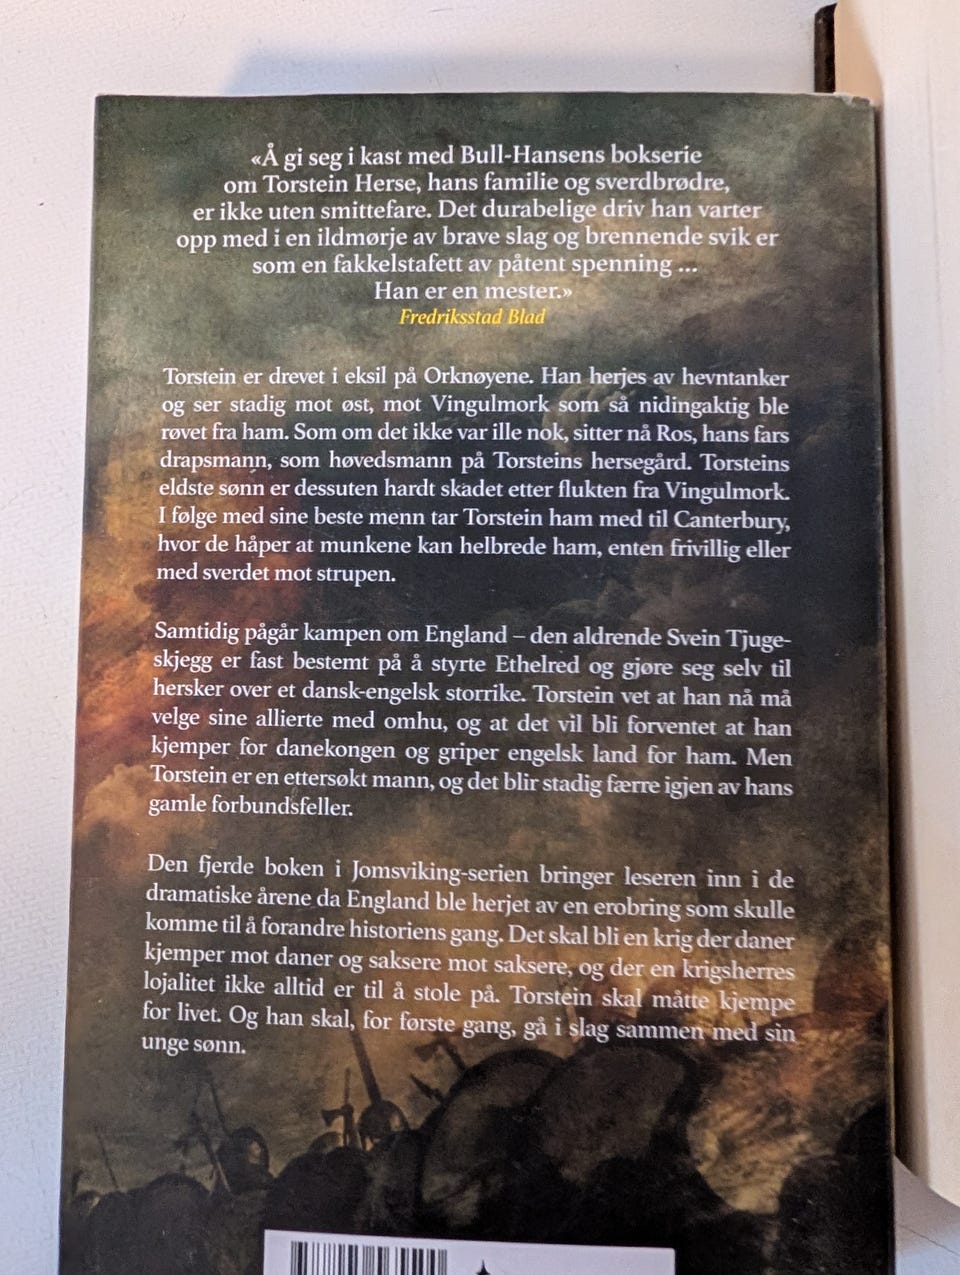 «Å gi seg i kast med Bull-Hansens bokserie
om Torstein Herse, hans familie og sverdbrødre,
er ikke uten smittefare. Det durabelige driv han varter
opp med i en ildmørje av brave slag og brennende svik er
som en fakkelstafett av påtent spenning ...
Han er en mester.»
Fredriksstad Blad
Torstein er drevet i eksil på Orknøyene. Han herjes av hevntanker
og ser stadig mot øst, mot Vingulmork som så nidingaktig ble
røvet fra ham. Som om det ikke var ille nok, sitter nå Ros, hans fars
drapsmann, som høvedsmann på Torsteins hersegård. Torsteins
eldste sønn er dessuten hardt skadet etter flukten fra Vingulmork.
I følge med sine beste menn tar Torstein ham med til Canterbury,
hvor de håper at munkene kan helbrede ham, enten frivillig eller
med sverdet mot strupen.
Samtidig pågår kampen om England – den aldrende Svein Tjuge-
skjegg er fast bestemt på å styrte Ethelred og gjøre seg selv til
hersker over et dansk-engelsk storrike. Torstein vet at han nå må
velge sine allierte med omhu, og at det vil bli forventet at han
kjemper for danekongen og griper engelsk land for ham. Men
Torstein er en ettersøkt mann, og det blir stadig færre igjen av hans
gamle forbundsfeller.
Den fjerde boken i Jomsviking-serien bringer leseren inn i de
dramatiske årene da England ble herjet av en erobring som skulle
komme til å forandre historiens gang. Det skal bli en krig der daner
kjemper mot daner og saksere mot saksere, og der en krigsherres
lojalitet ikke alltid er til å stole på. Torstein skal måtte kjempe
for livet. Og han skal, for første gang, gå i slag sammen med sin
unge sønn.